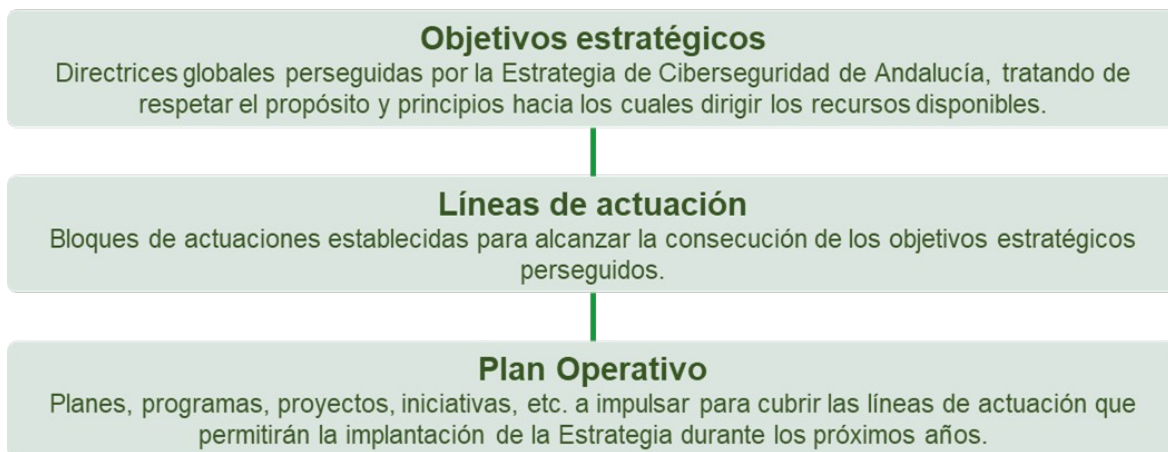 Objetivos estratégicos
Directrices globales perseguidas por la Estrategia de Ciberseguridad de Andalucía, tratando de
respetar el propósito y principios hacia los cuales dirigir los recursos disponibles.
Líneas de actuación
Bloques de actuaciones establecidas para alcanzar la consecución de los objetivos estratégicos
perseguidos.
Plan Operativo
Planes, programas, proyectos, iniciativas, etc. a impulsar para cubrir las líneas de actuación que
permitirán la implantación de la Estrategia durante los próximos años.